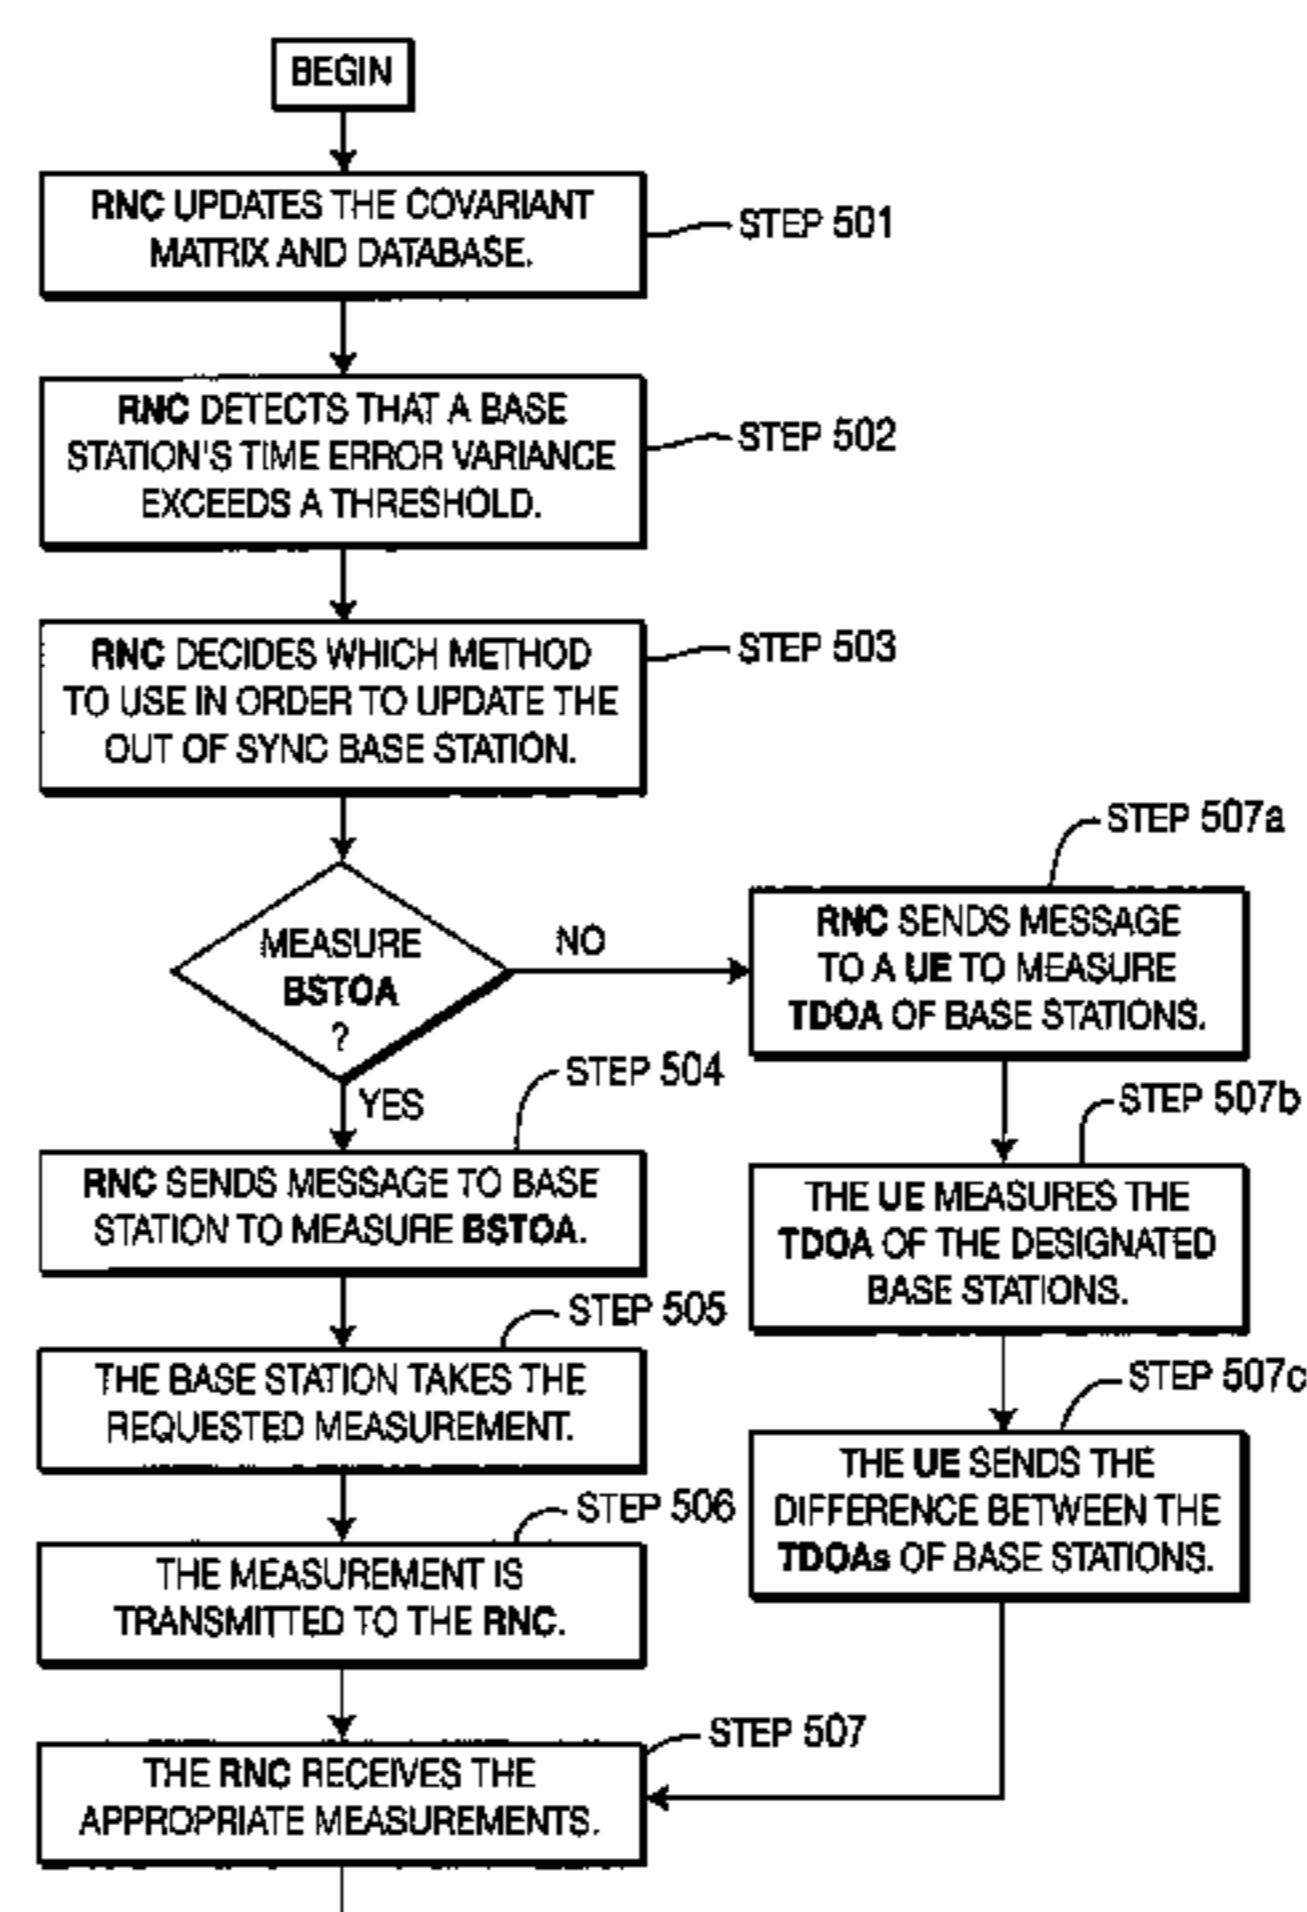 BEGIN
RNC UPDATES THE COVARIANT
MATRIX AND DATABASE.
STEP 501
RNC DETECTS THAT A BASE
STATION'S TIME ERROR VARIANCE
EXCEEDS A THRESHOLD.
STEP 502
RNC DECIDES WHICH METHOD
TO USE IN ORDER TO UPDATE THE
OUT OF SYNC BASE STATION.
STEP 503
MEASURE
BSTOA
?
NO
YES
STEP 507a
RNC SENDS MESSAGE
TO A UE TO MEASURE
TDOA OF BASE STATIONS.
STEP 504
RNC SENDS MESSAGE TO BASE
STATION TO MEASURE BSTOA.
STEP 507b
THE UE MEASURES THE
TDOA OF THE DESIGNATED
BASE STATIONS.
STEP 505
THE BASE STATION TAKES THE
REQUESTED MEASUREMENT.
STEP 507c
THE UE SENDS THE
DIFFERENCE BETWEEN THE
TDOAs OF BASE STATIONS.
STEP 506
THE MEASUREMENT IS
TRANSMITTED TO THE RNC.
STEP 507
THE RNC RECEIVES THE
APPROPRIATE MEASUREMENTS.